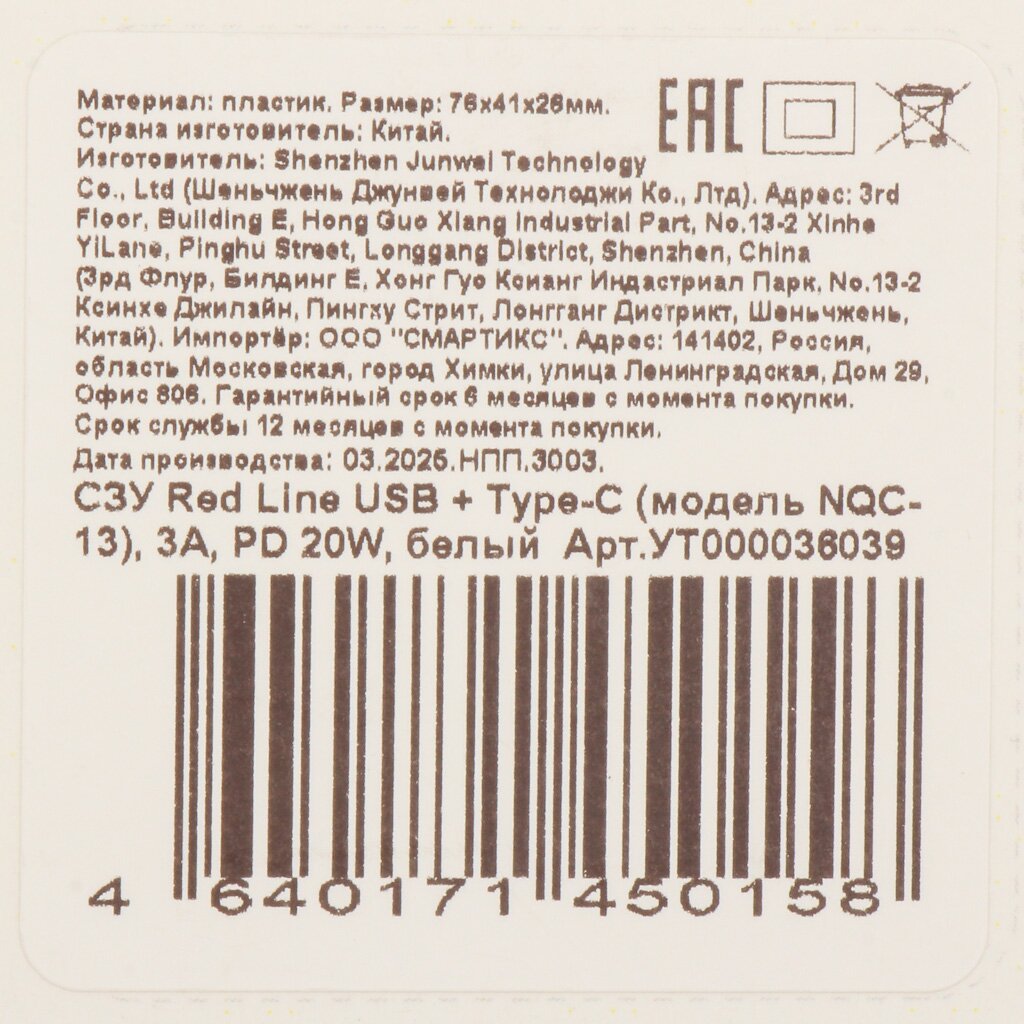 Материал: пластик. Размер: 76x41x26мм.
Страна изготовитель: Китай.
Изготовитель: Shenzhen Junwei Technology
Co., Ltd (Шеньчжень Джунвей Технолоджи Ко., Лтд). Адрес: 3rd
Floor, Building E, Hong Guo Xiang Industrial Part, No.13-2 Xinhe
YiLane, Pinghu Street, Longgang District, Shenzhen, China
(3рд Флур, Билдинг Е, Хонг Гуо Ксианг Индастриал Парк, No.13-2
Ксинхе Джилайн, Пингху Стрит, Лонгганг Дистрикт, Шеньчжень,
Китай). Импортёр: ООО "СМАРТИКС". Адрес: 141402, Россия,
область Московская, город Химки, улица Ленинградская, Дом 29,
Офис 806. Гарантийный срок 6 месяцев с момента покупки.
Срок службы 12 месяцев с момента покупки.
Дата производства: 03.2025.НПП.3003.
СЗУ Red Line USB + Type-C (модель NQC-
13), 3A, PD 20W, белый Арт.УТ000036039
4 640171 450158
EAC